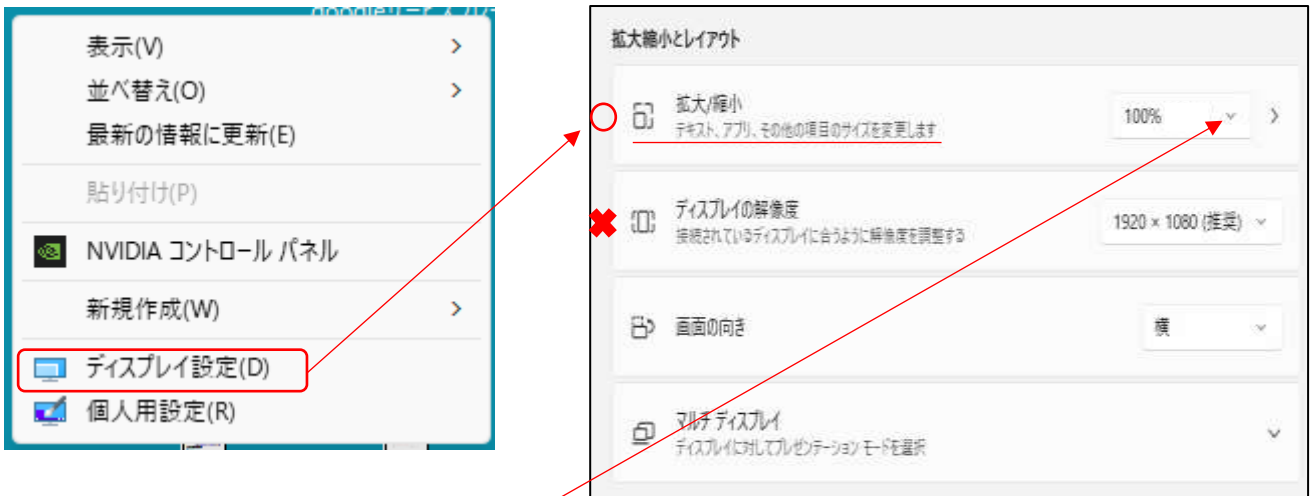 表示(V)
並べ替え(O)
最新の情報に更新(E)
貼り付け(P)
NVIDIA コントロール パネル
新規作成(W)
ディスプレイ設定(D)
個人用設定(R)
拡大縮小とレイアウト
拡大/縮小
テキスト、アプリ、その他の項目のサイズを変更します
100%
ディスプレイの解像度
接続されているディスプレイに合うように解像度を調整する
1920 × 1080 (推奨)
画面の向き
横
マルチ ディスプレイ
ディスプレイに対してプレゼンテーション モードを選択